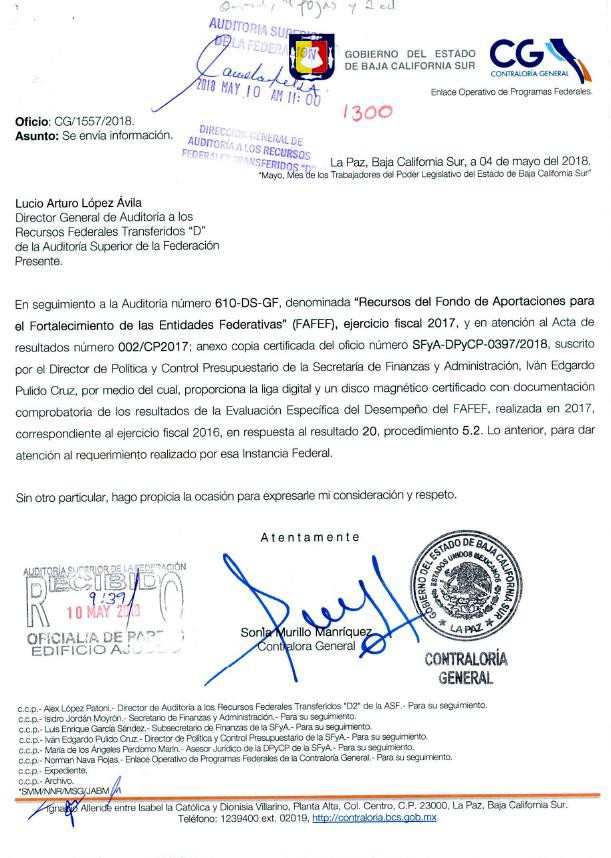 fojas y 1 cd
AUDITORIA SUPERIOR
DE LA FEDERACION
2018 MAY 10 AM 11:00
GOBIERNO DEL ESTADO
DE BAJA CALIFORNIA SUR
CG
CONTRALORÍA GENERAL
Enlace Operativo de Programas Federales.
1300
Oficio: CG/1557/2018.
Asunto: Se envía información.
DIRECCION GENERAL DE
AUDITORIA A LOS RECURSOS
FEDERALES TRANSFERIDOS "D"
La Paz, Baja California Sur, a 04 de mayo del 2018.
"Mayo, Mes de los Trabajadores del Poder Legislativo del Estado de Baja California Sur"
Lucio Arturo López Ávila
Director General de Auditoría a los
Recursos Federales Transferidos "D"
de la Auditoría Superior de la Federación
Presente.
En seguimiento a la Auditoria número 610-DS-GF, denominada "Recursos del Fondo de Aportaciones para
el Fortalecimiento de las Entidades Federativas" (FAFEF), ejercicio fiscal 2017, y en atención al Acta de
resultados número 002/CP2017; anexo copia certificada del oficio número SFyA-DPyCP-0397/2018, suscrito
por el Director de Política y Control Presupuestario de la Secretaría de Finanzas y Administración, Iván Edgardo
Pulido Cruz, por medio del cual, proporciona la liga digital y un disco magnético certificado con documentación
comprobatoria de los resultados de la Evaluación Específica del Desempeño del FAFEF, realizada en 2017,
correspondiente al ejercicio fiscal 2016, en respuesta al resultado 20, procedimiento 5.2. Lo anterior, para dar
atención al requerimiento realizado por esa Instancia Federal.
Sin otro particular, hago propicia la ocasión para expresarle mi consideración y respeto.
Atentamente
AUDITORÍA SUPERIOR DE LA FEDERACIÓN
RECIBIDO
9:39
10 MAY 2018
OFICIALIA DE PARTES
EDIFICIO
GOBIERNO DEL ESTADO DE BAJA CALIFORNIA SUR
ESTADOS UNIDOS MEXICANOS
LA PAZ
CONTRALORÍA
GENERAL
Sonia Murillo Manríquez
Contralora General
c.c.p.- Alex López Patoni.- Director de Auditoría a los Recursos Federales Transferidos "D2" de la ASF.- Para su seguimiento.
c.c.p.- Isidro Jordán Moyrón.- Secretario de Finanzas y Administración.- Para su seguimiento.
c.c.p.- Luis Enrique García Sández.- Subsecretario de Finanzas de la SFyA.- Para su seguimiento.
c.c.p.- Iván Edgardo Pulido Cruz.- Director de Política y Control Presupuestario de la SFyA.- Para su seguimiento.
c.c.p.- María de los Ángeles Perdomo Marín.- Asesor Jurídico de la DPyCP de la SFyA.- Para su seguimiento.
c.c.p.- Norman Nava Rojas.- Enlace Operativo de Programas Federales de la Contraloría General.- Para su seguimiento.
c.c.p.- Expediente.
c.c.p.- Archivo.
*SMM/NNR/MSG/JABM
Ignacio Allende entre Isabel la Católica y Dionisia Villarino, Planta Alta, Col. Centro, C.P. 23000, La Paz, Baja California Sur.
Teléfono: 1239400 ext. 02019, http://contraloria.bcs.gob.mx